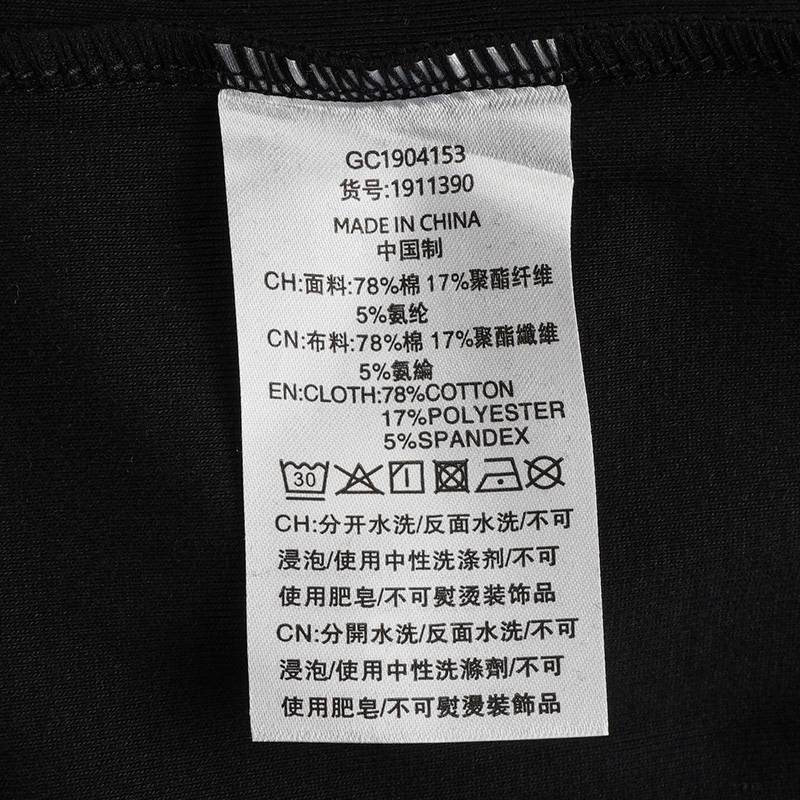 GC1904153
货号:1911390
MADE IN CHINA
中国制
CH:面料:78%棉 17%聚酯纤维
5%氨纶
CN:布料:78%棉 17%聚酯纖維
5%氨綸
EN:CLOTH:78%COTTON
17%POLYESTER
5%SPANDEX
30
CH:分开水洗/反面水洗/不可
浸泡/使用中性洗涤剂/不可
使用肥皂/不可熨烫装饰品
CN:分開水洗/反面水洗/不可
浸泡/使用中性洗滌劑/不可
使用肥皂/不可熨燙裝飾品